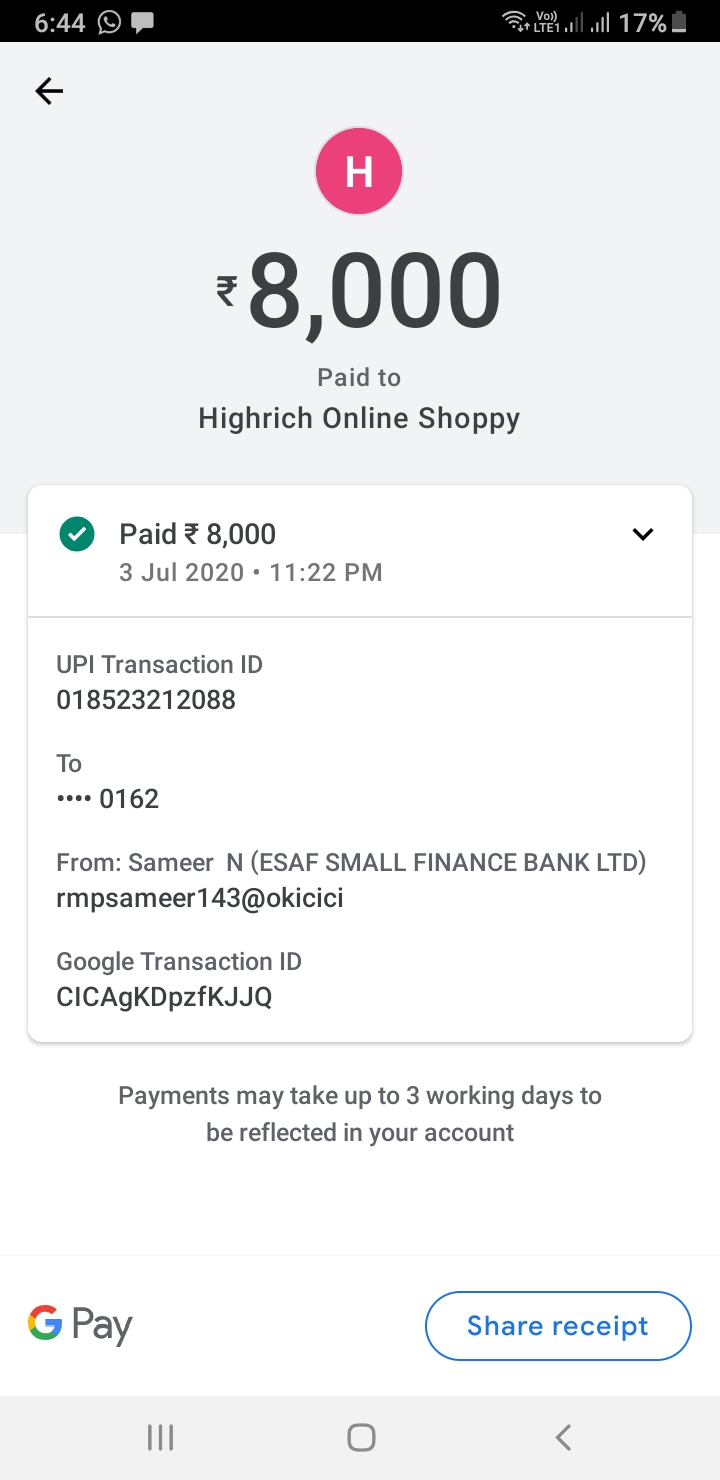 6:44 Vo) LTE1 17%
H
₹8,000
Paid to
Highrich Online Shoppy
Paid ₹ 8,000
3 Jul 2020 • 11:22 PM
UPI Transaction ID
018523212088
To
•••• 0162
From: Sameer  N (ESAF SMALL FINANCE BANK LTD)
rmpsameer143@okicici
Google Transaction ID
CICAgKDpzfKJJQ
Payments may take up to 3 working days to
be reflected in your account
G Pay
Share receipt